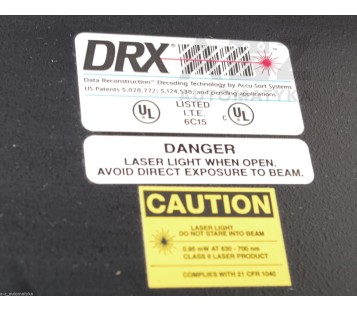 DRX
Data Reconstruction™ Decoding Technology by Accu-Sort Systems
US Patents 5,028,772; 5,124,538; and pending applications
AUTOMATYK
UL LISTED c UL
I.T.E.
6C15
DANGER
LASER LIGHT WHEN OPEN.
AVOID DIRECT EXPOSURE TO BEAM.
CAUTION
LASER LIGHT
DO NOT STARE INTO BEAM
0.95 mW AT 630 - 700 nm
CLASS II LASER PRODUCT
COMPLIES WITH 21 CFR 1040